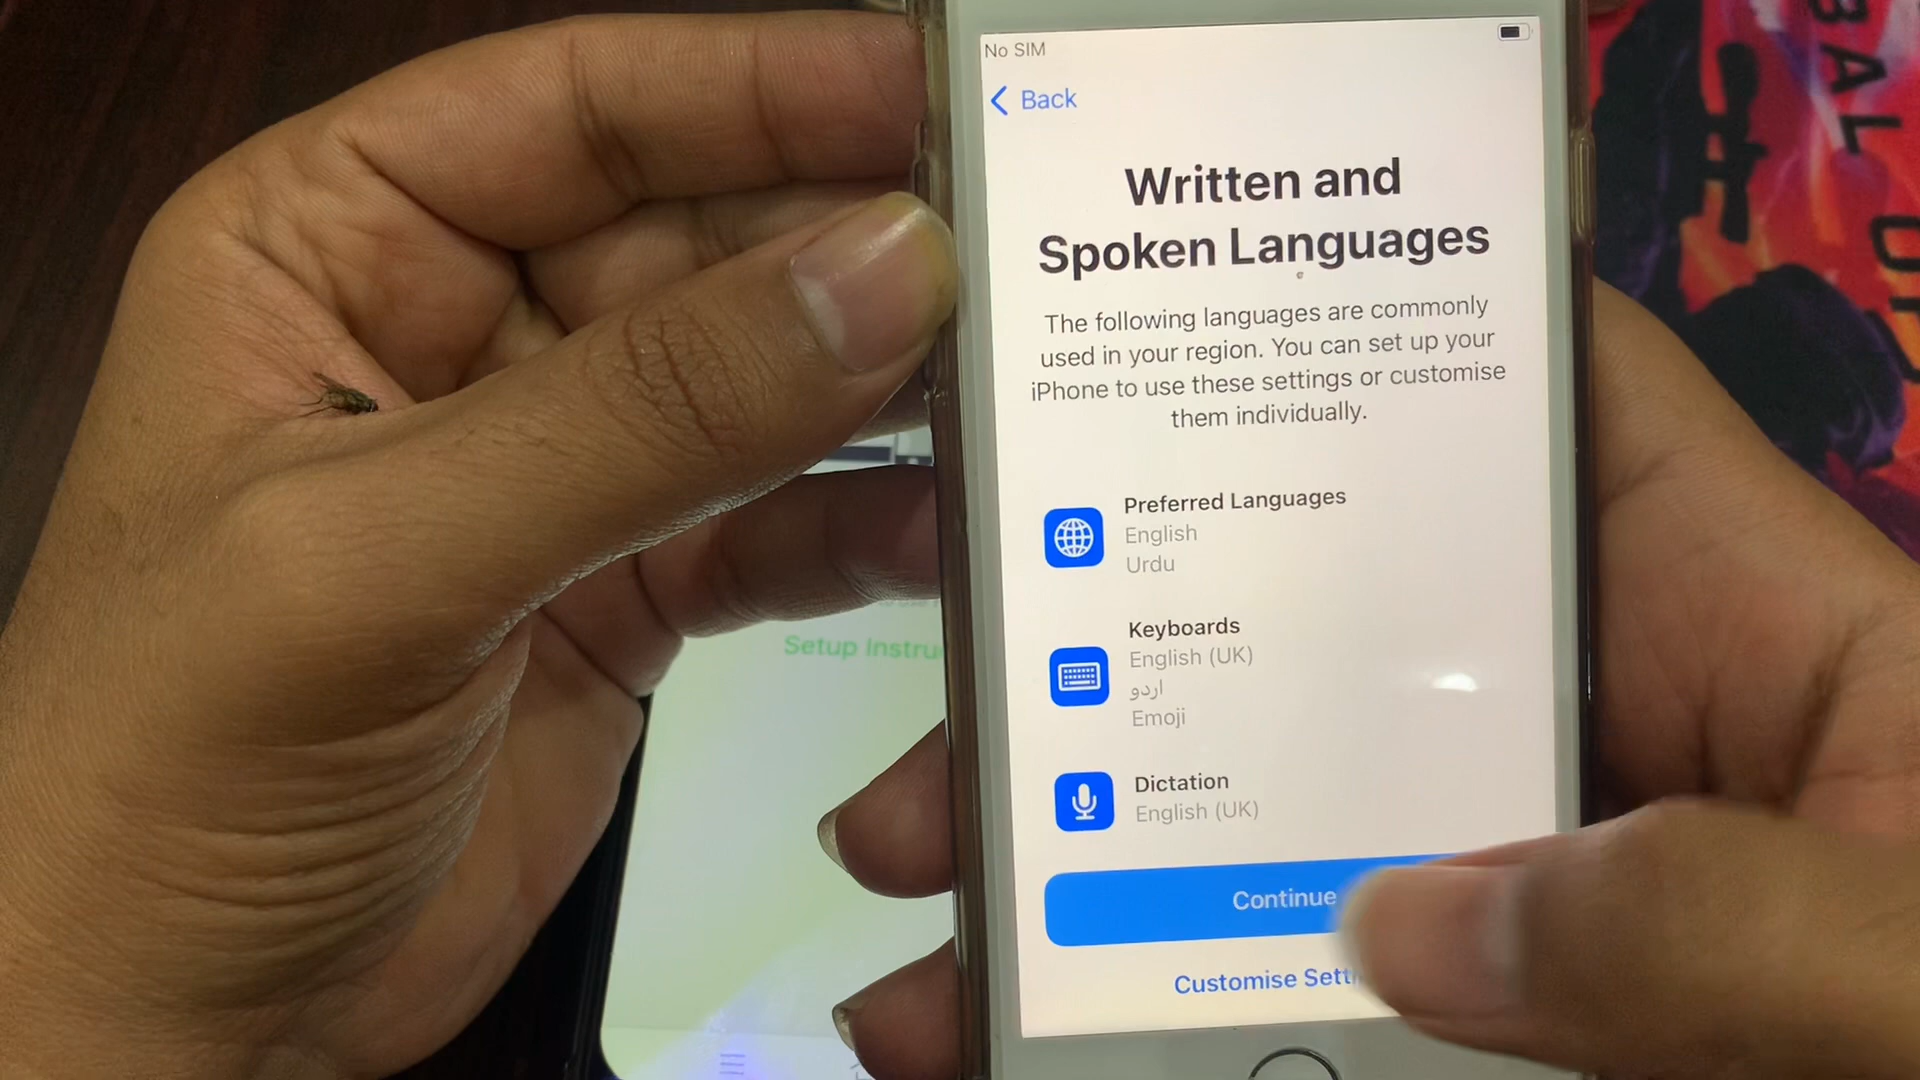 No SIM
Back
Written and
Spoken Languages
The following languages are commonly
used in your region. You can set up your
iPhone to use these settings or customise
them individually.
Preferred Languages
English
Urdu
Keyboards
English (UK)
اردو
Emoji
Dictation
English (UK)
Continue
Customise
Setup
BAL